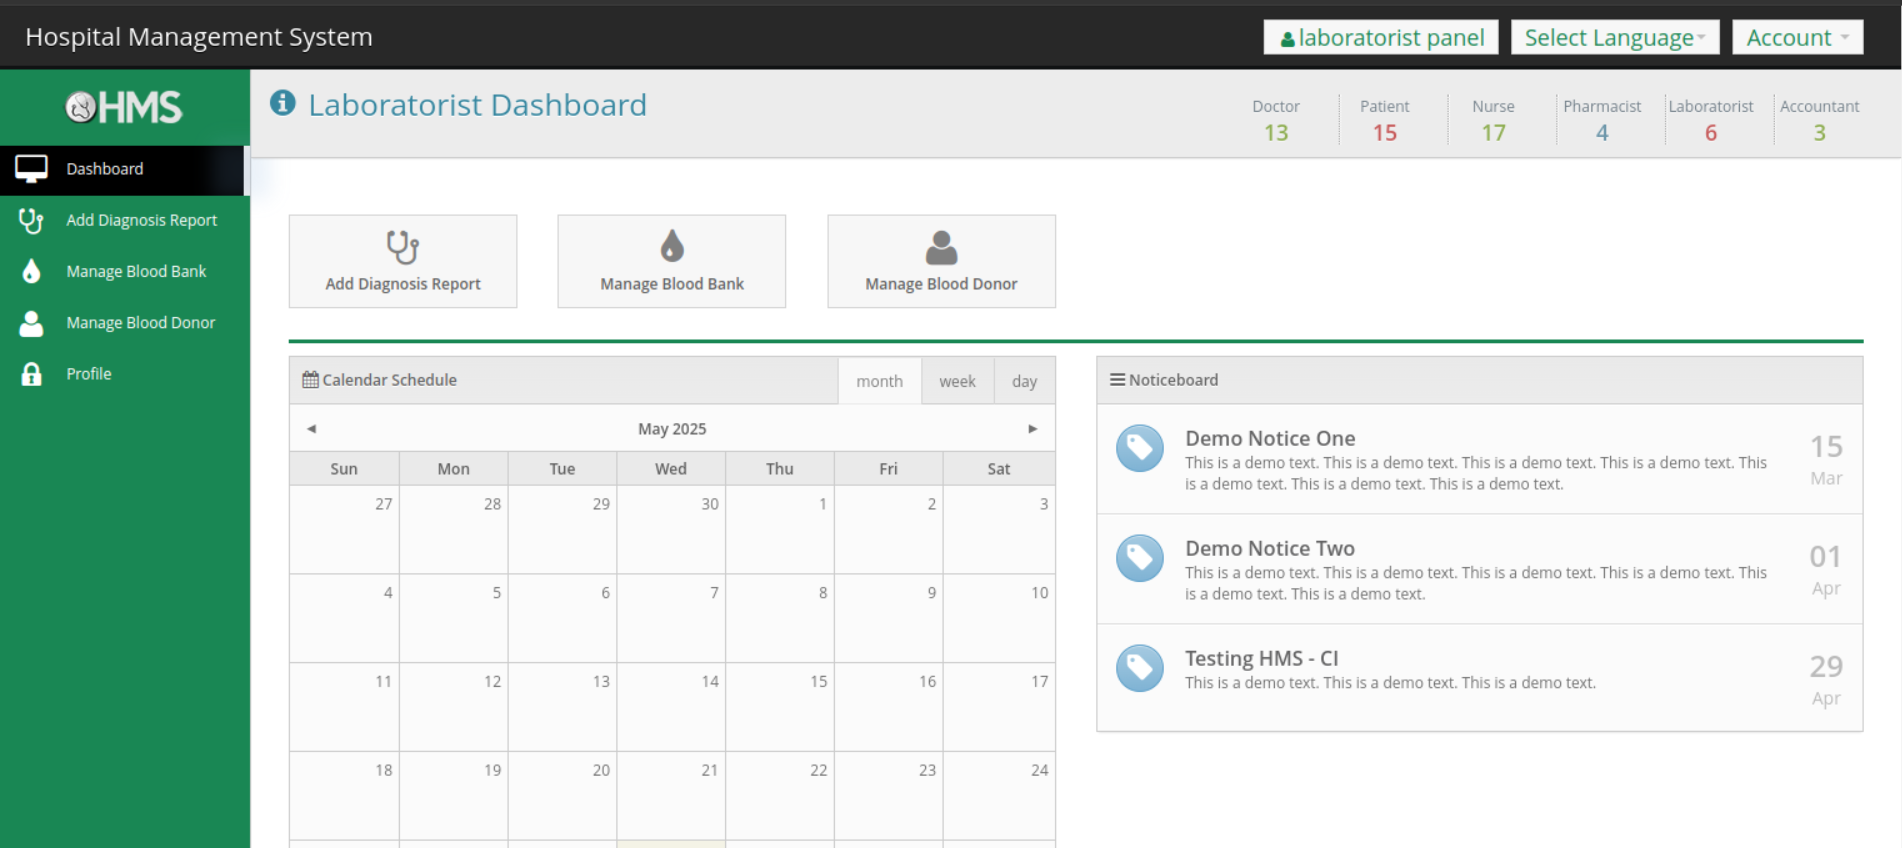 Hospital Management System
laboratorist panel
Select Language
Account
HMS
Laboratorist Dashboard
Doctor
13
Patient
15
Nurse
17
Pharmacist
4
Laboratorist
6
Accountant
3
Dashboard
Add Diagnosis Report
Manage Blood Bank
Manage Blood Donor
Profile
Add Diagnosis Report
Manage Blood Bank
Manage Blood Donor
Calendar Schedule
month week day
◄ May 2025 ►
Sun Mon Tue Wed Thu Fri Sat
27 28 29 30 1 2 3
4 5 6 7 8 9 10
11 12 13 14 15 16 17
18 19 20 21 22 23 24
Noticeboard
Demo Notice One
This is a demo text. This is a demo text. This is a demo text. This is a demo text. This
is a demo text. This is a demo text. This is a demo text.
15
Mar
Demo Notice Two
This is a demo text. This is a demo text. This is a demo text. This is a demo text. This
is a demo text. This is a demo text.
01
Apr
Testing HMS - CI
This is a demo text. This is a demo text. This is a demo text.
29
Apr